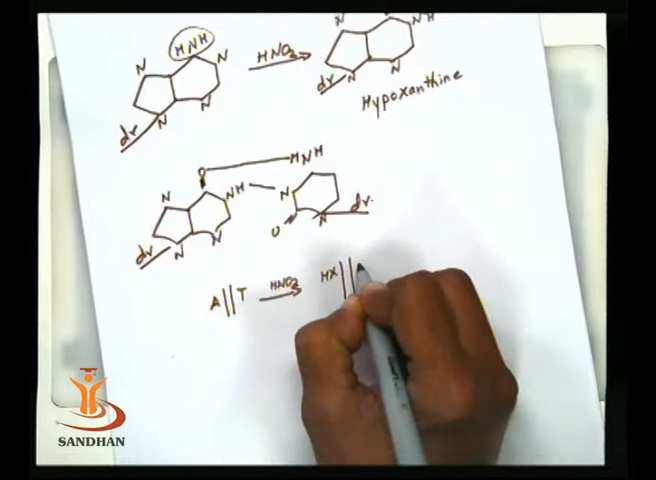 N NH
HNH
N N
HNO2
N N
dr N
N
Hypoxanthine
dr
O HNH
N NH N
dr.
N N O N
dr
A || T HNO2 HX ||
SANDHAN